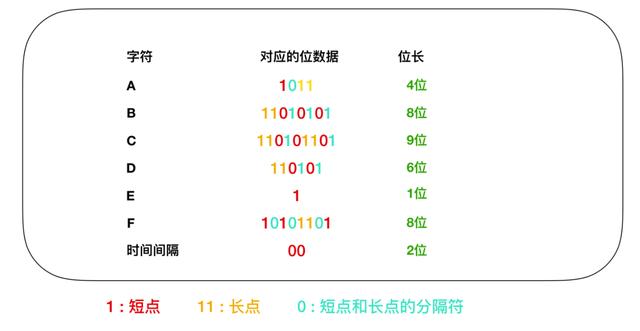 字符 对应的位数据 位长
A 1011 4位
B 11010101 8位
C 110101101 9位
D 110101 6位
E 1 1位
F 10101101 8位
时间间隔 00 2位
1 : 短点 11 : 长点 0 : 短点和长点的分隔符